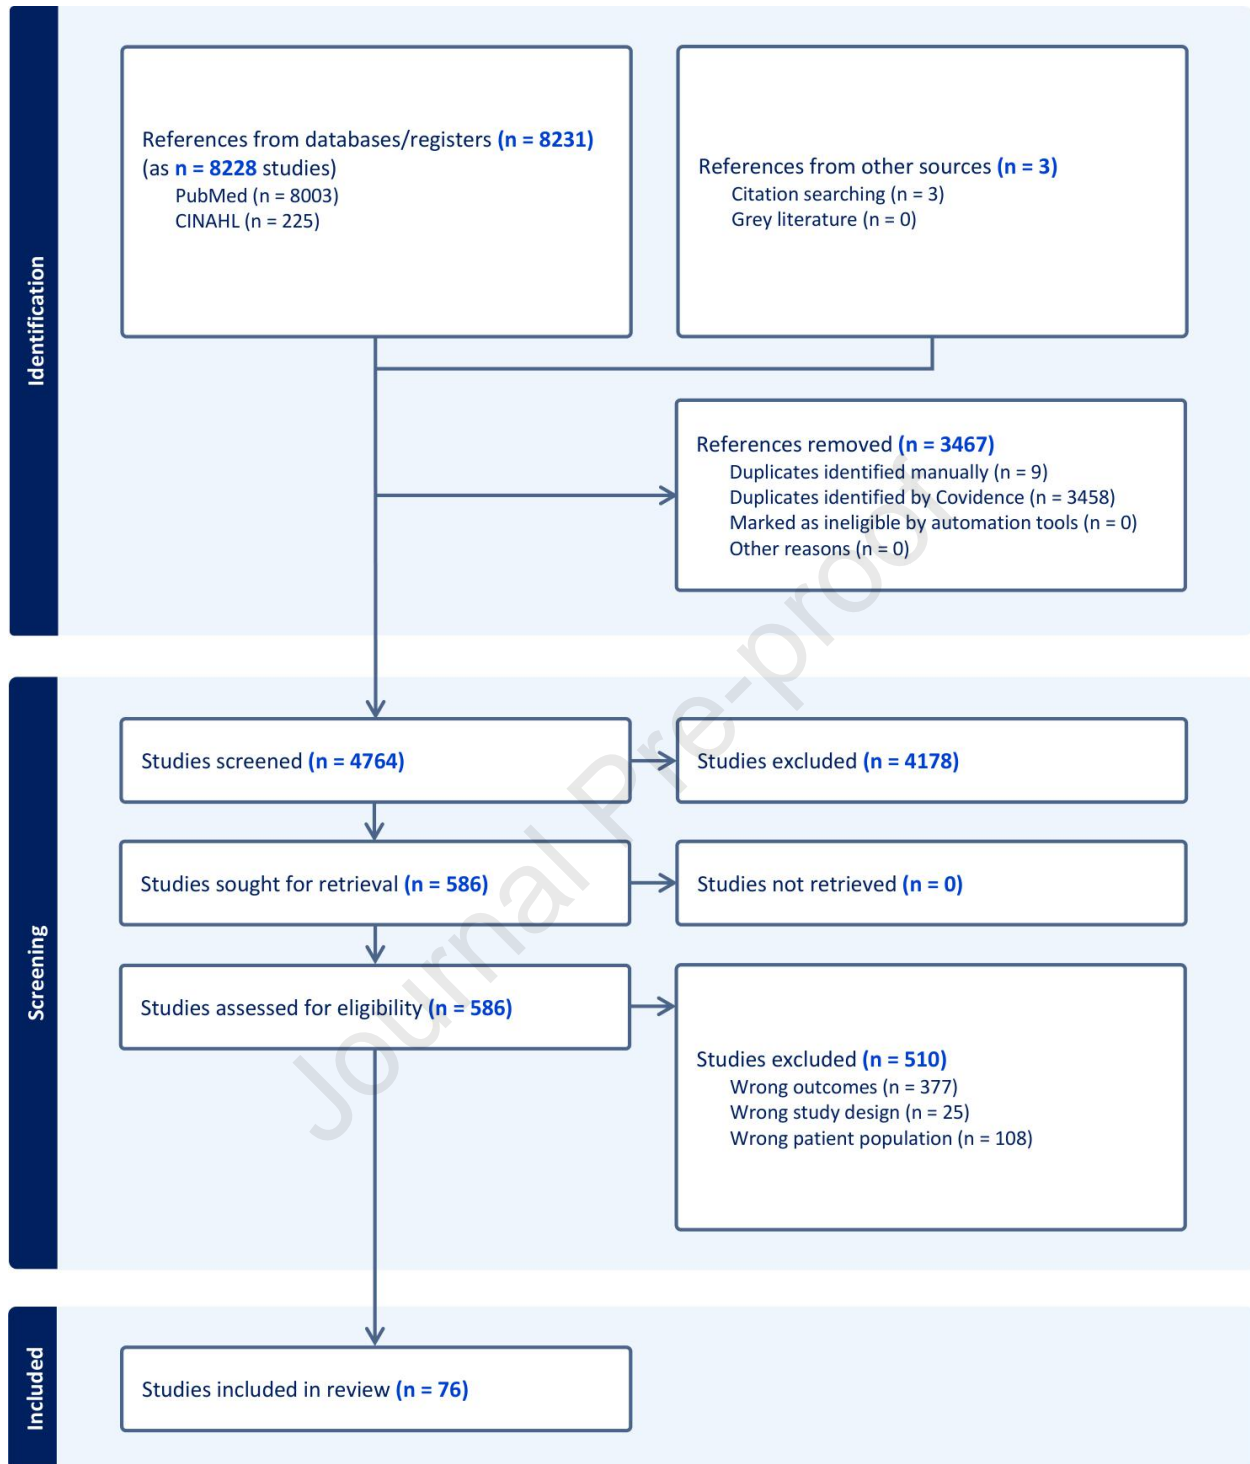 Identification
References from databases/registers (n = 8231)
(as n = 8228 studies)
PubMed (n = 8003)
CINAHL (n = 225)
References from other sources (n = 3)
Citation searching (n = 3)
Grey literature (n = 0)
References removed (n = 3467)
Duplicates identified manually (n = 9)
Duplicates identified by Covidence (n = 3458)
Marked as ineligible by automation tools (n = 0)
Other reasons (n = 0)
Screening
Studies screened (n = 4764)
Studies excluded (n = 4178)
Studies sought for retrieval (n = 586)
Studies not retrieved (n = 0)
Studies assessed for eligibility (n = 586)
Studies excluded (n = 510)
Wrong outcomes (n = 377)
Wrong study design (n = 25)
Wrong patient population (n = 108)
Included
Studies included in review (n = 76)
Journal Pre-proof